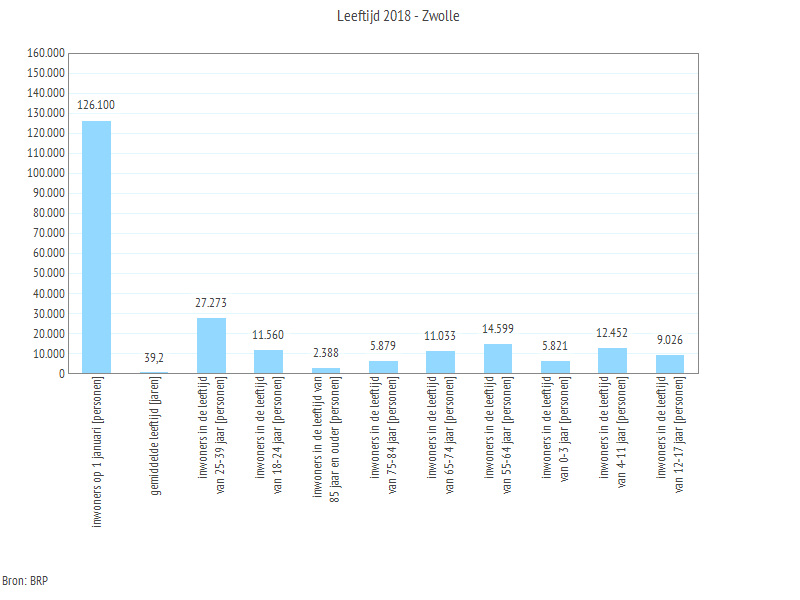 Leeftijd 2018 - Zwolle
160.000
150.000
140.000
130.000
120.000
110.000
100.000
90.000
80.000
70.000
60.000
50.000
40.000
30.000
20.000
10.000
0
126.100
39,2
27.273
11.560
2.388
5.879
11.033
14.599
5.821
12.452
9.026
inwoners op 1 januari [personen]
gemiddelde leeftijd [jaren]
inwoners in de leeftijd
van 25-39 jaar [personen]
inwoners in de leeftijd
van 18-24 jaar [personen]
inwoners in de leeftijd van
85 jaar en ouder [personen]
inwoners in de leeftijd
van 75-84 jaar [personen]
inwoners in de leeftijd
van 65-74 jaar [personen]
inwoners in de leeftijd
van 55-64 jaar [personen]
inwoners in de leeftijd
van 0-3 jaar [personen]
inwoners in de leeftijd
van 4-11 jaar [personen]
inwoners in de leeftijd
van 12-17 jaar [personen]
Bron: BRP